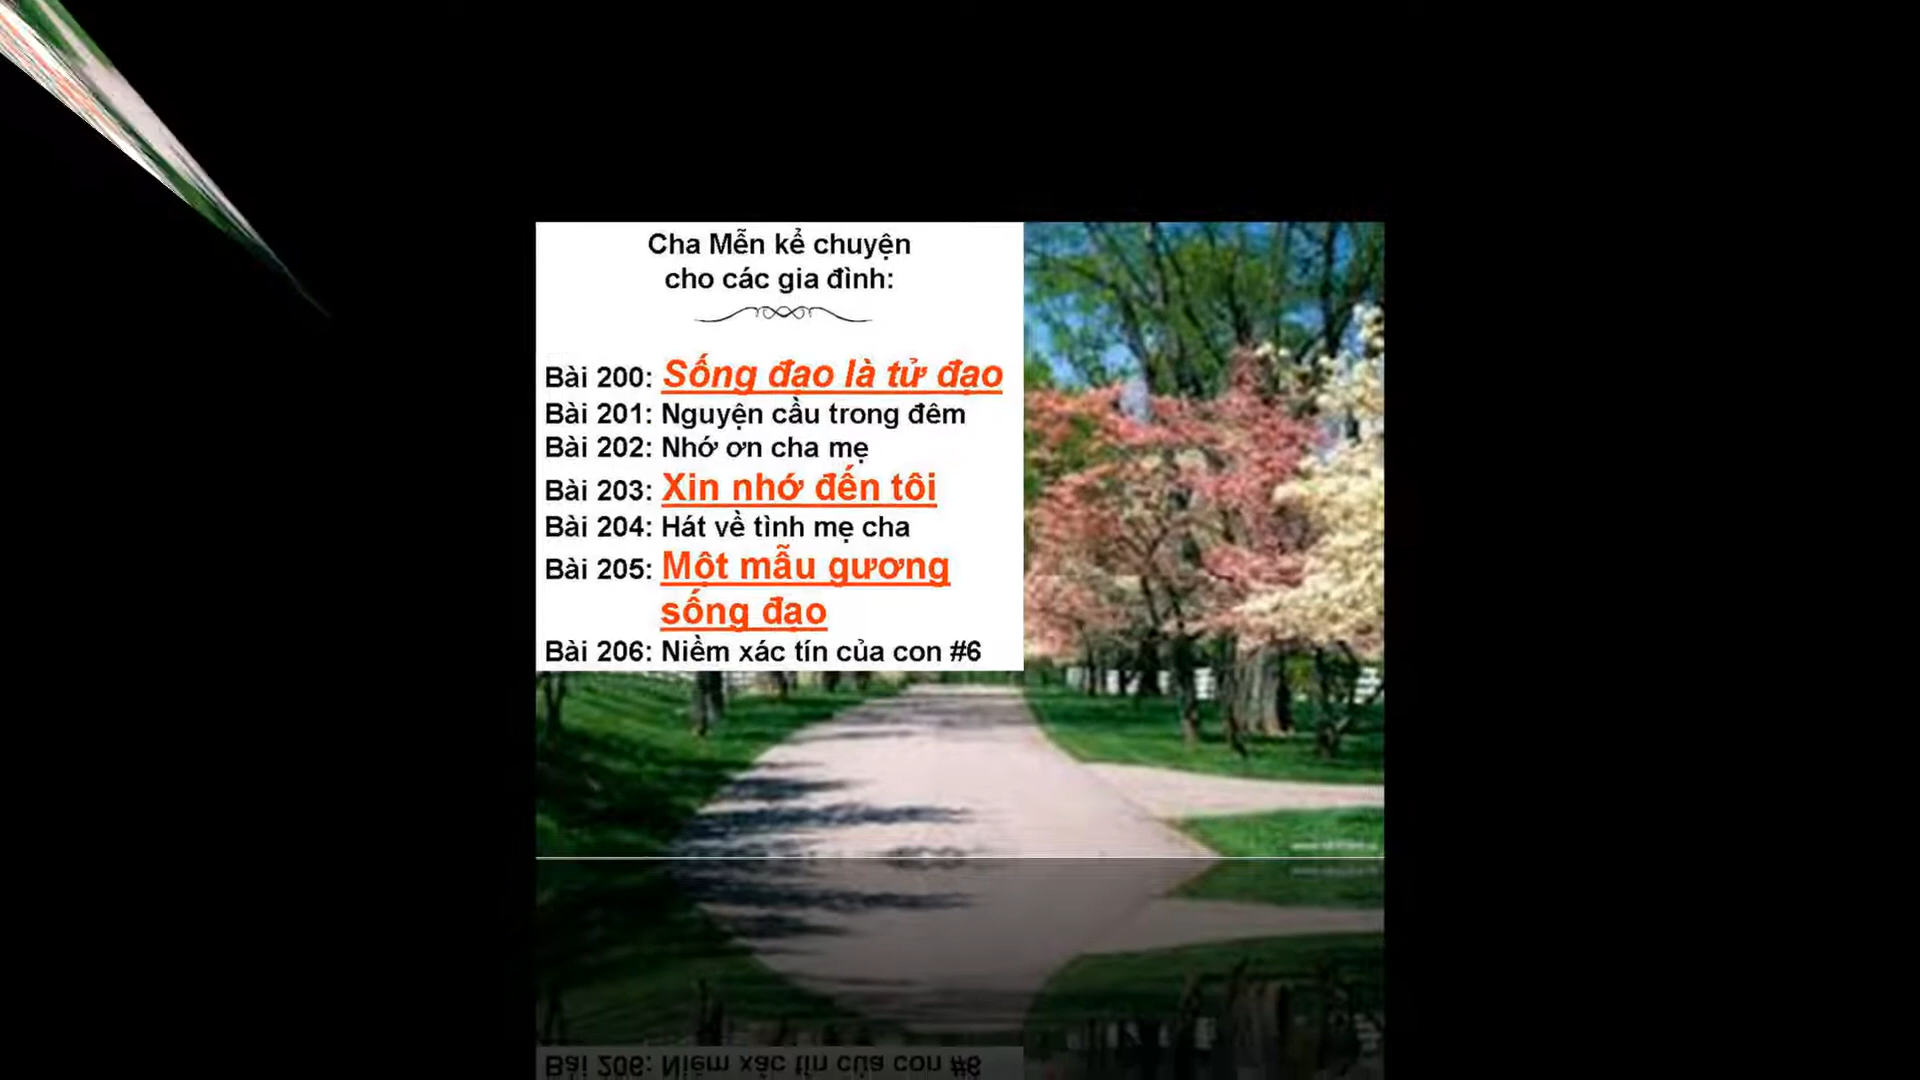 Cha Mễn kể chuyện
cho các gia đình:
Bài 200: Sống đạo là tử đạo
Bài 201: Nguyện cầu trong đêm
Bài 202: Nhớ ơn cha mẹ
Bài 203: Xin nhớ đến tôi
Bài 204: Hát về tình mẹ cha
Bài 205: Một mẫu gương
sống đạo
Bài 206: Niềm xác tín của con #6